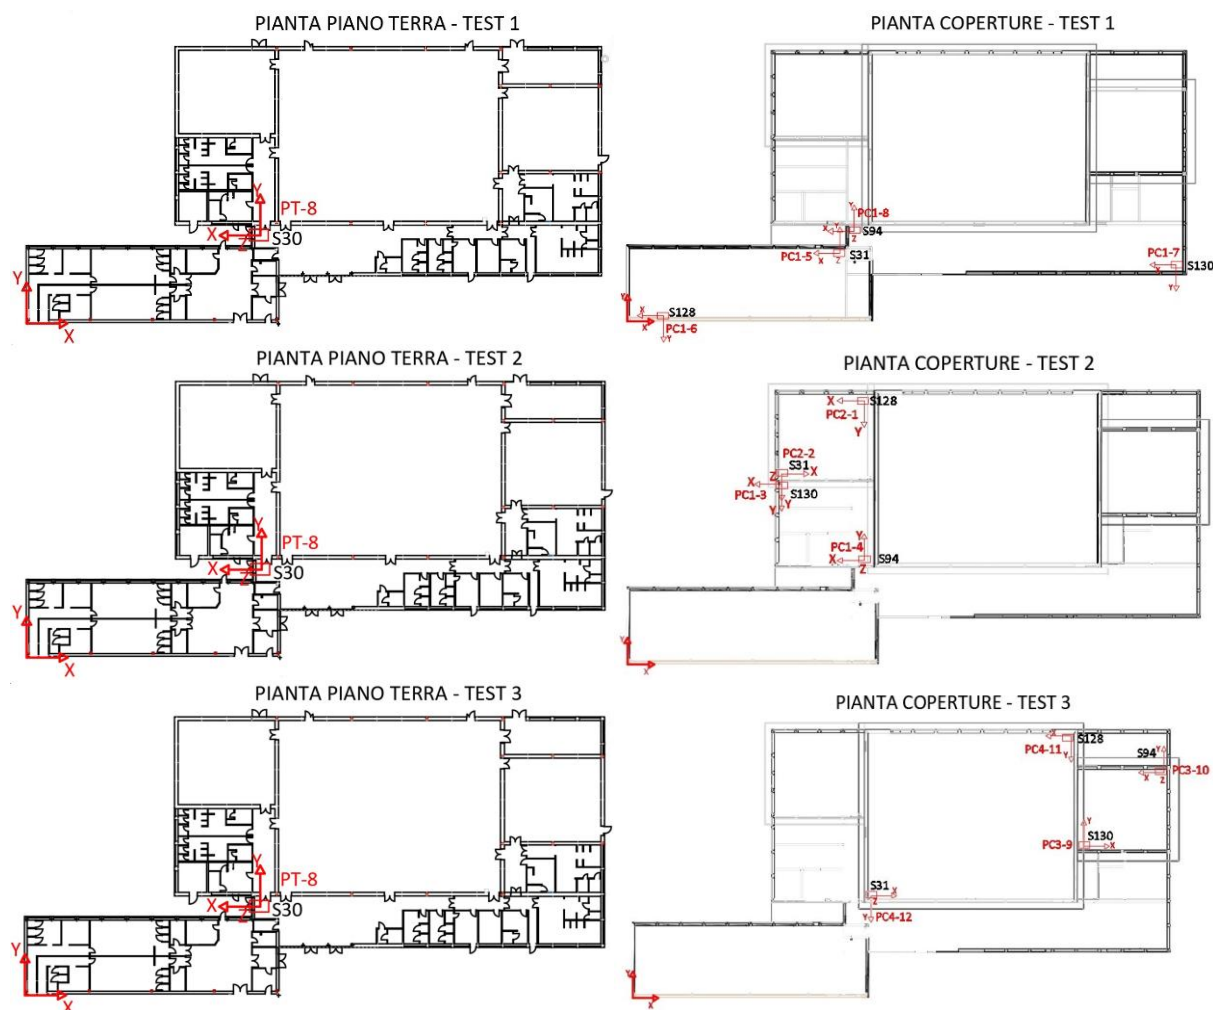 PIANTA PIANO TERRA - TEST 1
Y
PT-8
X
Z
S30
Y
X
PIANTA COPERTURE - TEST 1
Y
PC1-8
X
Y
S94
Z
PC1-5
S31
X
Z
PC1-7
S130
X
Y
X
S128
PC1-6
Y
Y
X
PIANTA PIANO TERRA - TEST 2
Y
PT-8
X
Z
S30
Y
X
PIANTA COPERTURE - TEST 2
X
S128
PC2-1
Y
PC2-2
S31
Z
X
X
PC1-3
S130
Y
Y
Y
PC1-4
S94
X
Z
Y
X
PIANTA PIANO TERRA - TEST 3
Y
PT-8
X
Z
S30
Y
X
PIANTA COPERTURE - TEST 3
X
S128
PC4-11
Y
S94
Y
PC3-10
X
Z
Y
S130
PC3-9
X
S31
X
Z
Y
PC4-12
Y
X